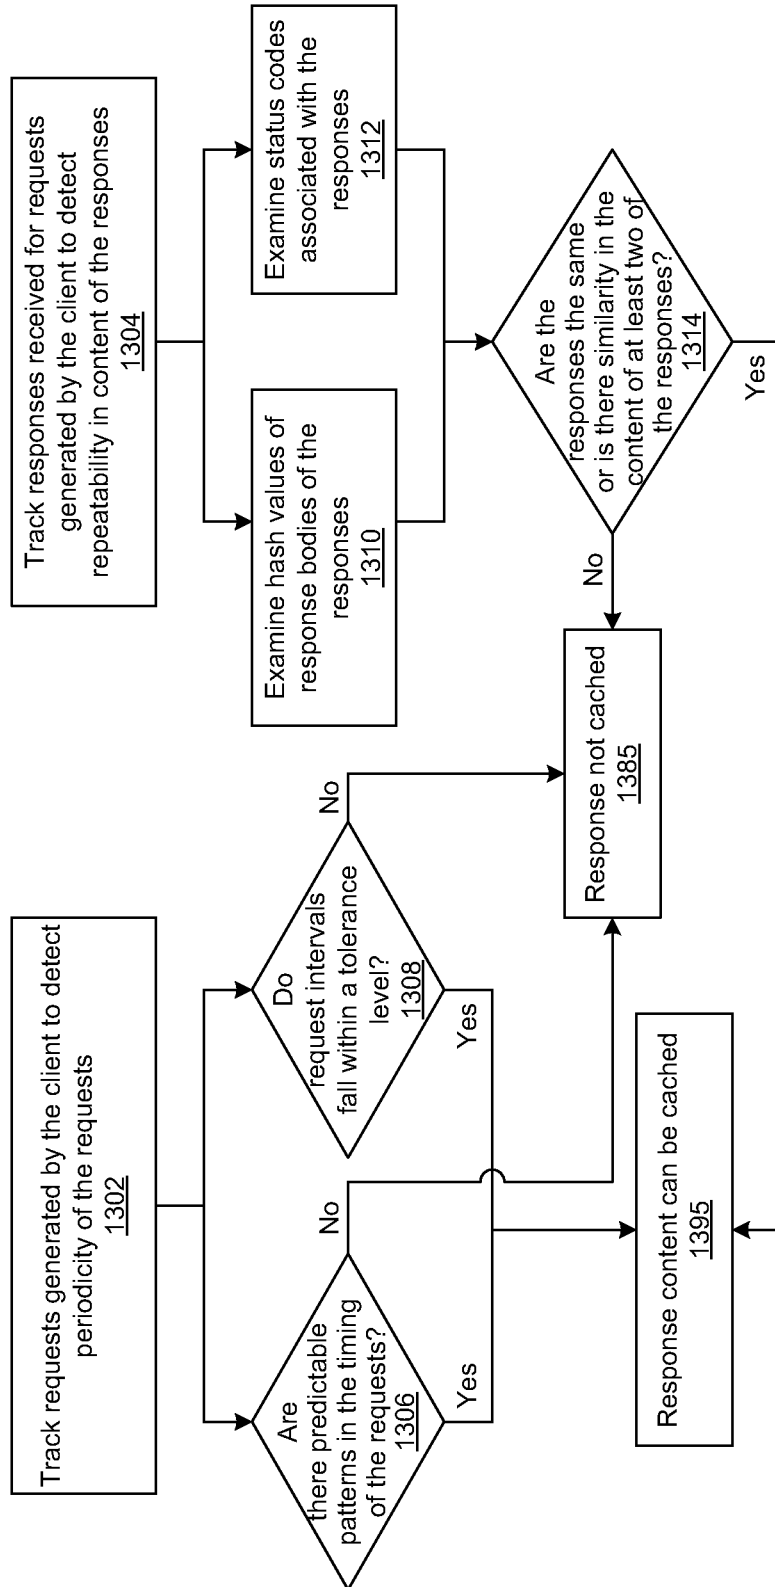 Track requests generated by the client to detect
periodicity of the requests
1302
Are
there predictable
patterns in the timing
of the requests?
1306
No
Yes
Do
request intervals
fall within a tolerance
level?
1308
No
Yes
Response content can be cached
1395
Track responses received for requests
generated by the client to detect
repeatability in content of the responses
1304
Examine hash values of
response bodies of the
responses
1310
Examine status codes
associated with the
responses
1312
Are the
responses the same
or is there similarity in the
content of at least two of
the responses?
1314
No
Yes
Response not cached
1385